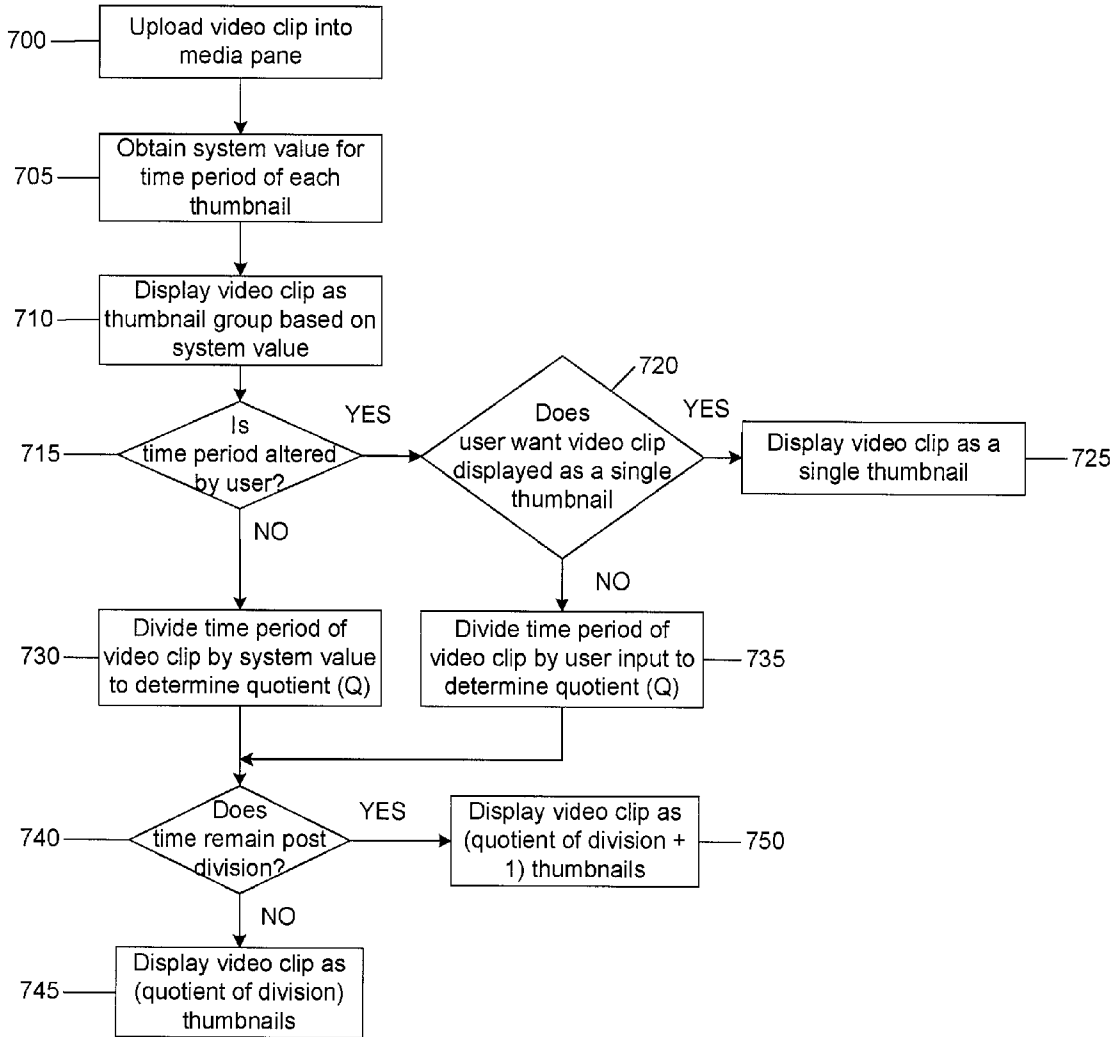 700
Upload video clip into
media pane
705
Obtain system value for
time period of each
thumbnail
710
Display video clip as
thumbnail group based on
system value
715
Is
time period altered
by user?
YES
NO
720
Does
user want video clip
displayed as a single
thumbnail
YES
NO
Display video clip as a
single thumbnail
725
730
Divide time period of
video clip by system value
to determine quotient (Q)
Divide time period of
video clip by user input to
determine quotient (Q)
735
740
Does
time remain post
division?
YES
NO
Display video clip as
(quotient of division +
1) thumbnails
750
745
Display video clip as
(quotient of division)
thumbnails